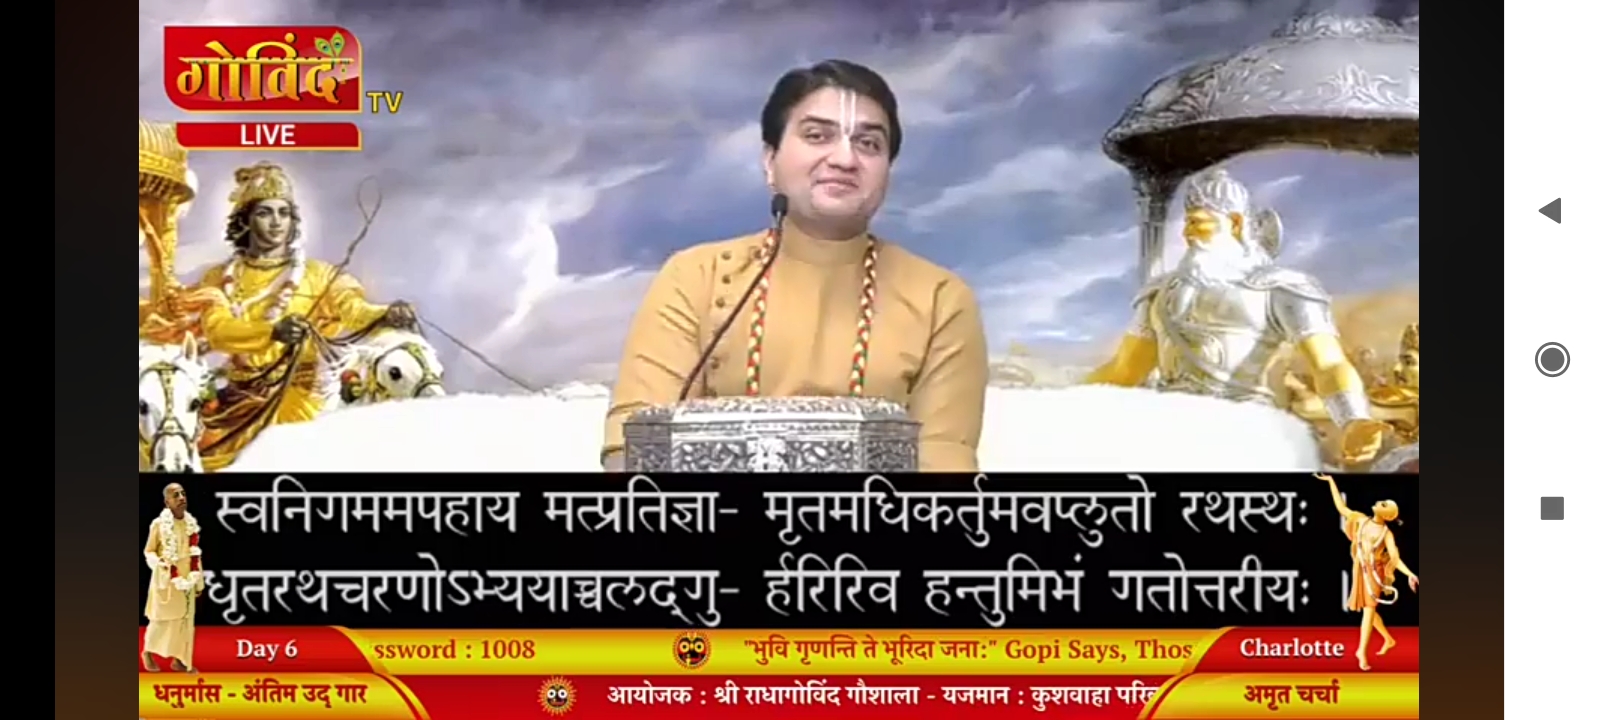 गोविंद
TV
LIVE
स्वनिगममपहाय मत्प्रतिज्ञा- मृतमधिकर्तुमवप्लुतो रथस्थः ।
धृतरथचरणोऽभ्ययाच्चलद्गु- र्हरिरिव हन्तुमिभं गतोत्तरीयः ।
Day 6
ssword : 1008
"भुवि गृणन्ति ते भूरिदा जनाः" Gopi Says, Thos
Charlotte
धनुर्मास - अंतिम उद् गार
आयोजक : श्री राधागोविंद गौशाला - यजमान : कुशवाहा
अमृत चर्चा